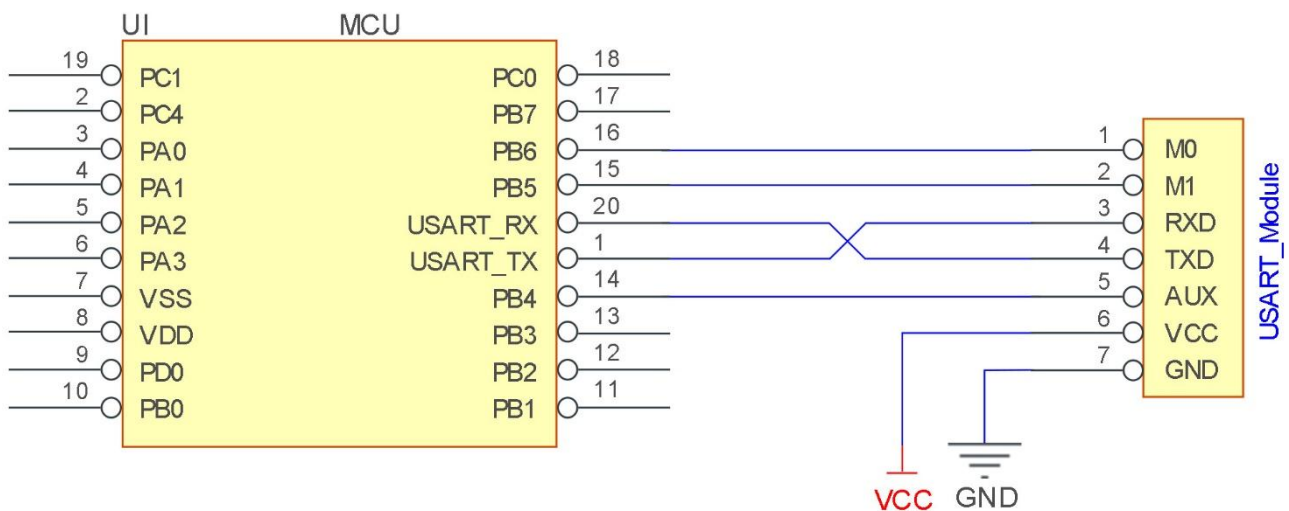 UI MCU
19 PC1 PC0 18
2 PC4 PB7 17
3 PA0 PB6 16 1 M0
4 PA1 PB5 15 2 M1
5 PA2 USART_RX 20 3 RXD
6 PA3 USART_TX 1 4 TXD
7 VSS PB4 14 5 AUX
8 VDD PB3 13 6 VCC
9 PD0 PB2 12 7 GND
10 PB0 PB1 11
USART_Module
VCC GND